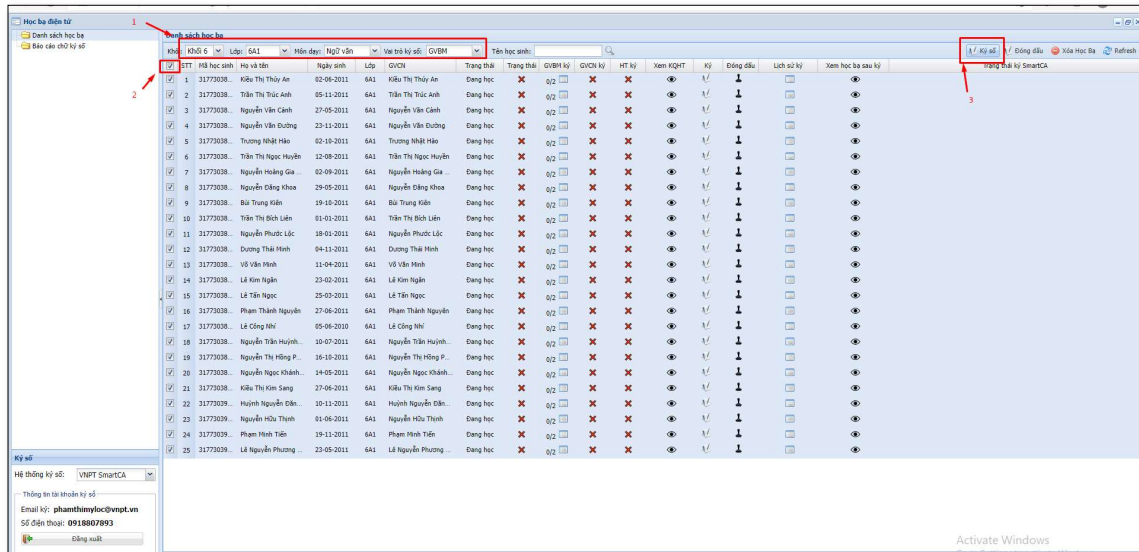 Học bạ điện tử
Danh sách học bạ
Báo cáo chữ ký số
1
2
3
Danh sách học bạ
Khối: Khối 6 Lớp: 6A1 Môn dạy: Ngữ văn Vai trò ký số: GVBM Tên học sinh: Ký số Đóng dấu Xóa Học Bạ Refresh
STT Mã học sinh Họ và tên Ngày sinh Lớp GVCN Trạng thái Trạng thái GVBM ký GVCN ký HT ký Xem KQHT Ký Đóng dấu Lịch sử ký Xem học bạ sau ký Trạng thái ký SmartCA
1 31773038... Kiều Thị Thúy An 02-06-2011 6A1 Kiều Thị Thúy An Đang học 0/2
2 31773038... Trần Thị Trúc Anh 05-11-2011 6A1 Trần Thị Trúc Anh Đang học 0/2
3 31773038... Nguyễn Văn Cảnh 27-05-2011 6A1 Nguyễn Văn Cảnh Đang học 0/2
4 31773038... Nguyễn Văn Đường 23-11-2011 6A1 Nguyễn Văn Đường Đang học 0/2
5 31773038... Trương Nhật Hào 02-10-2011 6A1 Trương Nhật Hào Đang học 0/2
6 31773038... Trần Thị Ngọc Huyền 12-08-2011 6A1 Trần Thị Ngọc Huyền Đang học 0/2
7 31773038... Nguyễn Hoàng Gia ... 02-09-2011 6A1 Nguyễn Hoàng Gia ... Đang học 0/2
8 31773038... Nguyễn Đăng Khoa 29-05-2011 6A1 Nguyễn Đăng Khoa Đang học 0/2
9 31773038... Bùi Trung Kiên 19-10-2011 6A1 Bùi Trung Kiên Đang học 0/2
10 31773038... Trần Thị Bích Liên 01-01-2011 6A1 Trần Thị Bích Liên Đang học 0/2
11 31773038... Nguyễn Phước Lộc 18-01-2011 6A1 Nguyễn Phước Lộc Đang học 0/2
12 31773038... Dương Thái Minh 04-11-2011 6A1 Dương Thái Minh Đang học 0/2
13 31773038... Võ Văn Minh 11-04-2011 6A1 Võ Văn Minh Đang học 0/2
14 31773038... Lê Kim Ngân 23-02-2011 6A1 Lê Kim Ngân Đang học 0/2
15 31773038... Lê Tấn Ngọc 25-03-2011 6A1 Lê Tấn Ngọc Đang học 0/2
16 31773038... Phạm Thành Nguyên 27-06-2011 6A1 Phạm Thành Nguyên Đang học 0/2
17 31773038... Lê Công Nhí 05-06-2010 6A1 Lê Công Nhí Đang học 0/2
18 31773038... Nguyễn Trần Huỳnh... 10-07-2011 6A1 Nguyễn Trần Huỳnh... Đang học 0/2
19 31773038... Nguyễn Thị Hồng P... 16-10-2011 6A1 Nguyễn Thị Hồng P... Đang học 0/2
20 31773038... Nguyễn Ngọc Khánh... 14-05-2011 6A1 Nguyễn Ngọc Khánh... Đang học 0/2
21 31773038... Kiều Thị Kim Sang 27-06-2011 6A1 Kiều Thị Kim Sang Đang học 0/2
22 31773039... Huỳnh Nguyễn Đăn... 10-11-2011 6A1 Huỳnh Nguyễn Đăn... Đang học 0/2
23 31773039... Nguyễn Hữu Thịnh 01-06-2011 6A1 Nguyễn Hữu Thịnh Đang học 0/2
24 31773039... Phạm Minh Tiến 19-11-2011 6A1 Phạm Minh Tiến Đang học 0/2
25 31773039... Lê Nguyễn Phương ... 23-05-2011 6A1 Lê Nguyễn Phương ... Đang học 0/2
Ký số
Hệ thống ký số: VNPT SmartCA
Thông tin tài khoản ký số
Email ký: phamthimyloc@vnpt.vn
Số điện thoại: 0918807893
Đăng xuất
Activate Windows